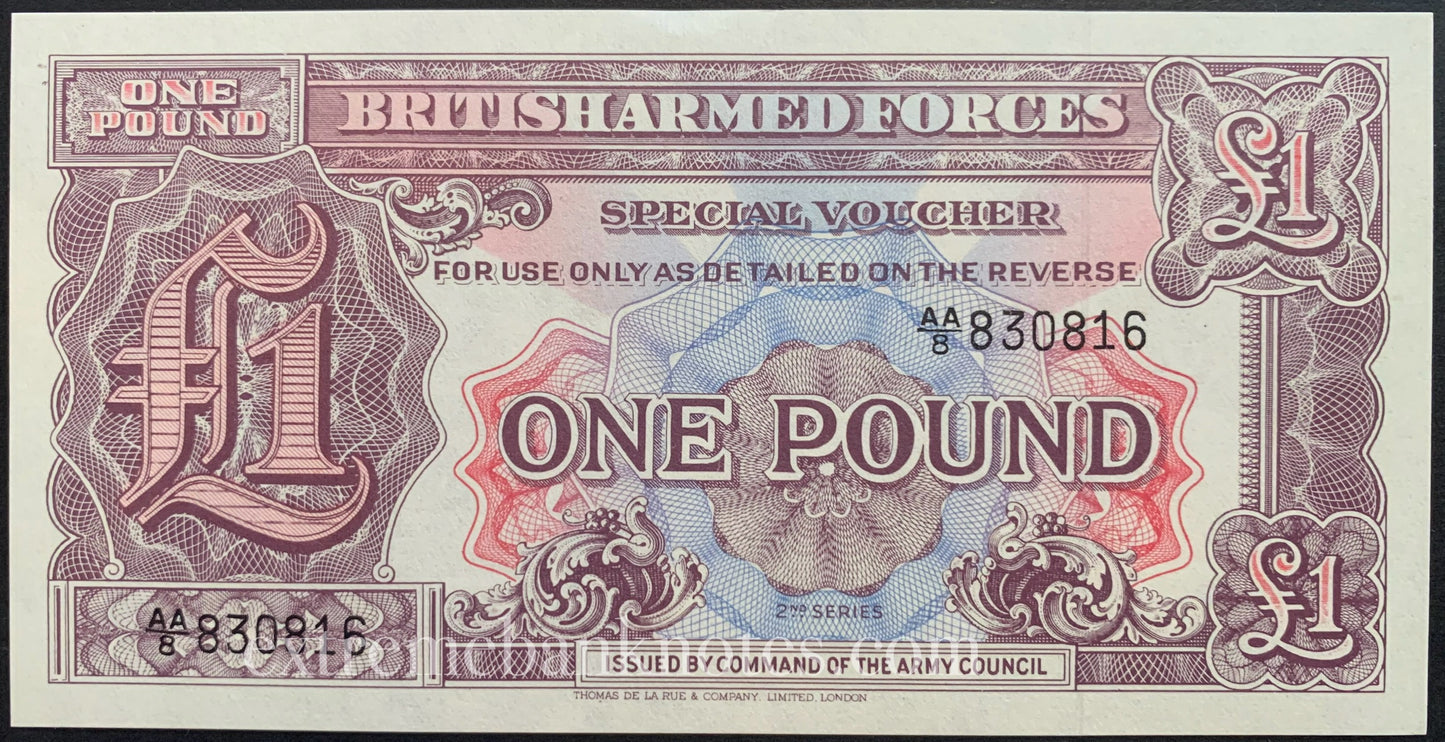 ONE
POUND
BRITISH ARMED FORCES
£1
SPECIAL VOUCHER
FOR USE ONLY AS DETAILED ON THE REVERSE
£1
AA/8 830816
ONE POUND
2ND SERIES
£1
AA/8 830816
extremebanknotes.com
ISSUED BY COMMAND OF THE ARMY COUNCIL
THOMAS DE LA RUE & COMPANY, LIMITED, LONDON